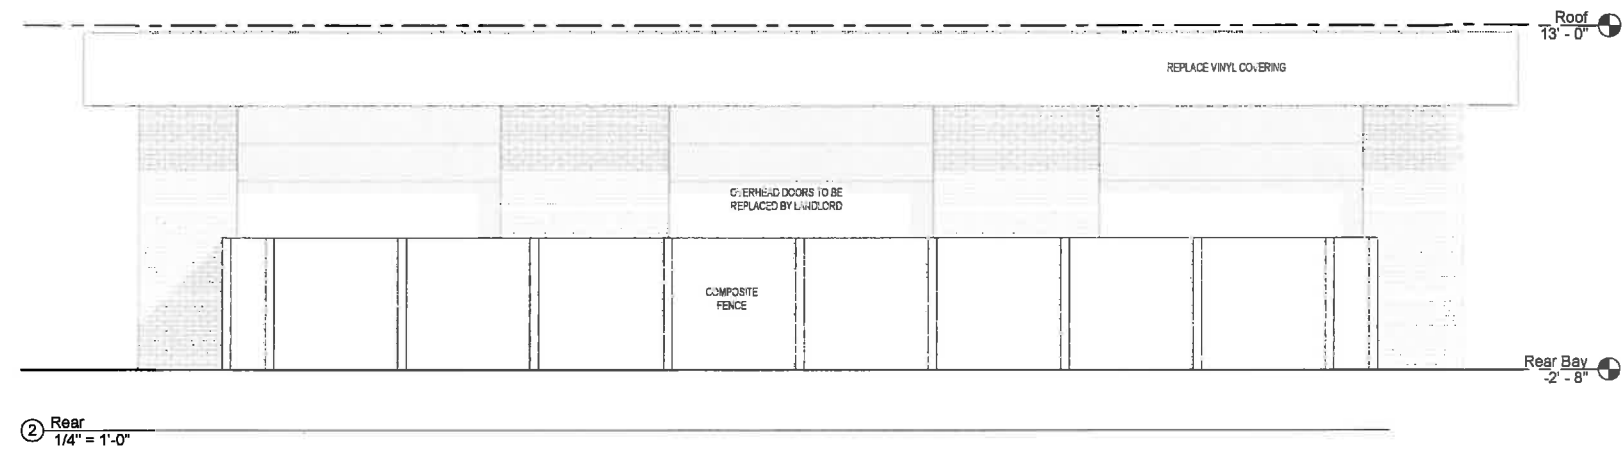 Roof
13' - 0"
REPLACE VINYL COVERING
OVERHEAD DOORS TO BE
REPLACED BY LANDLORD
COMPOSITE
FENCE
Rear Bay
-2' - 8"
2 Rear
1/4" = 1'-0"